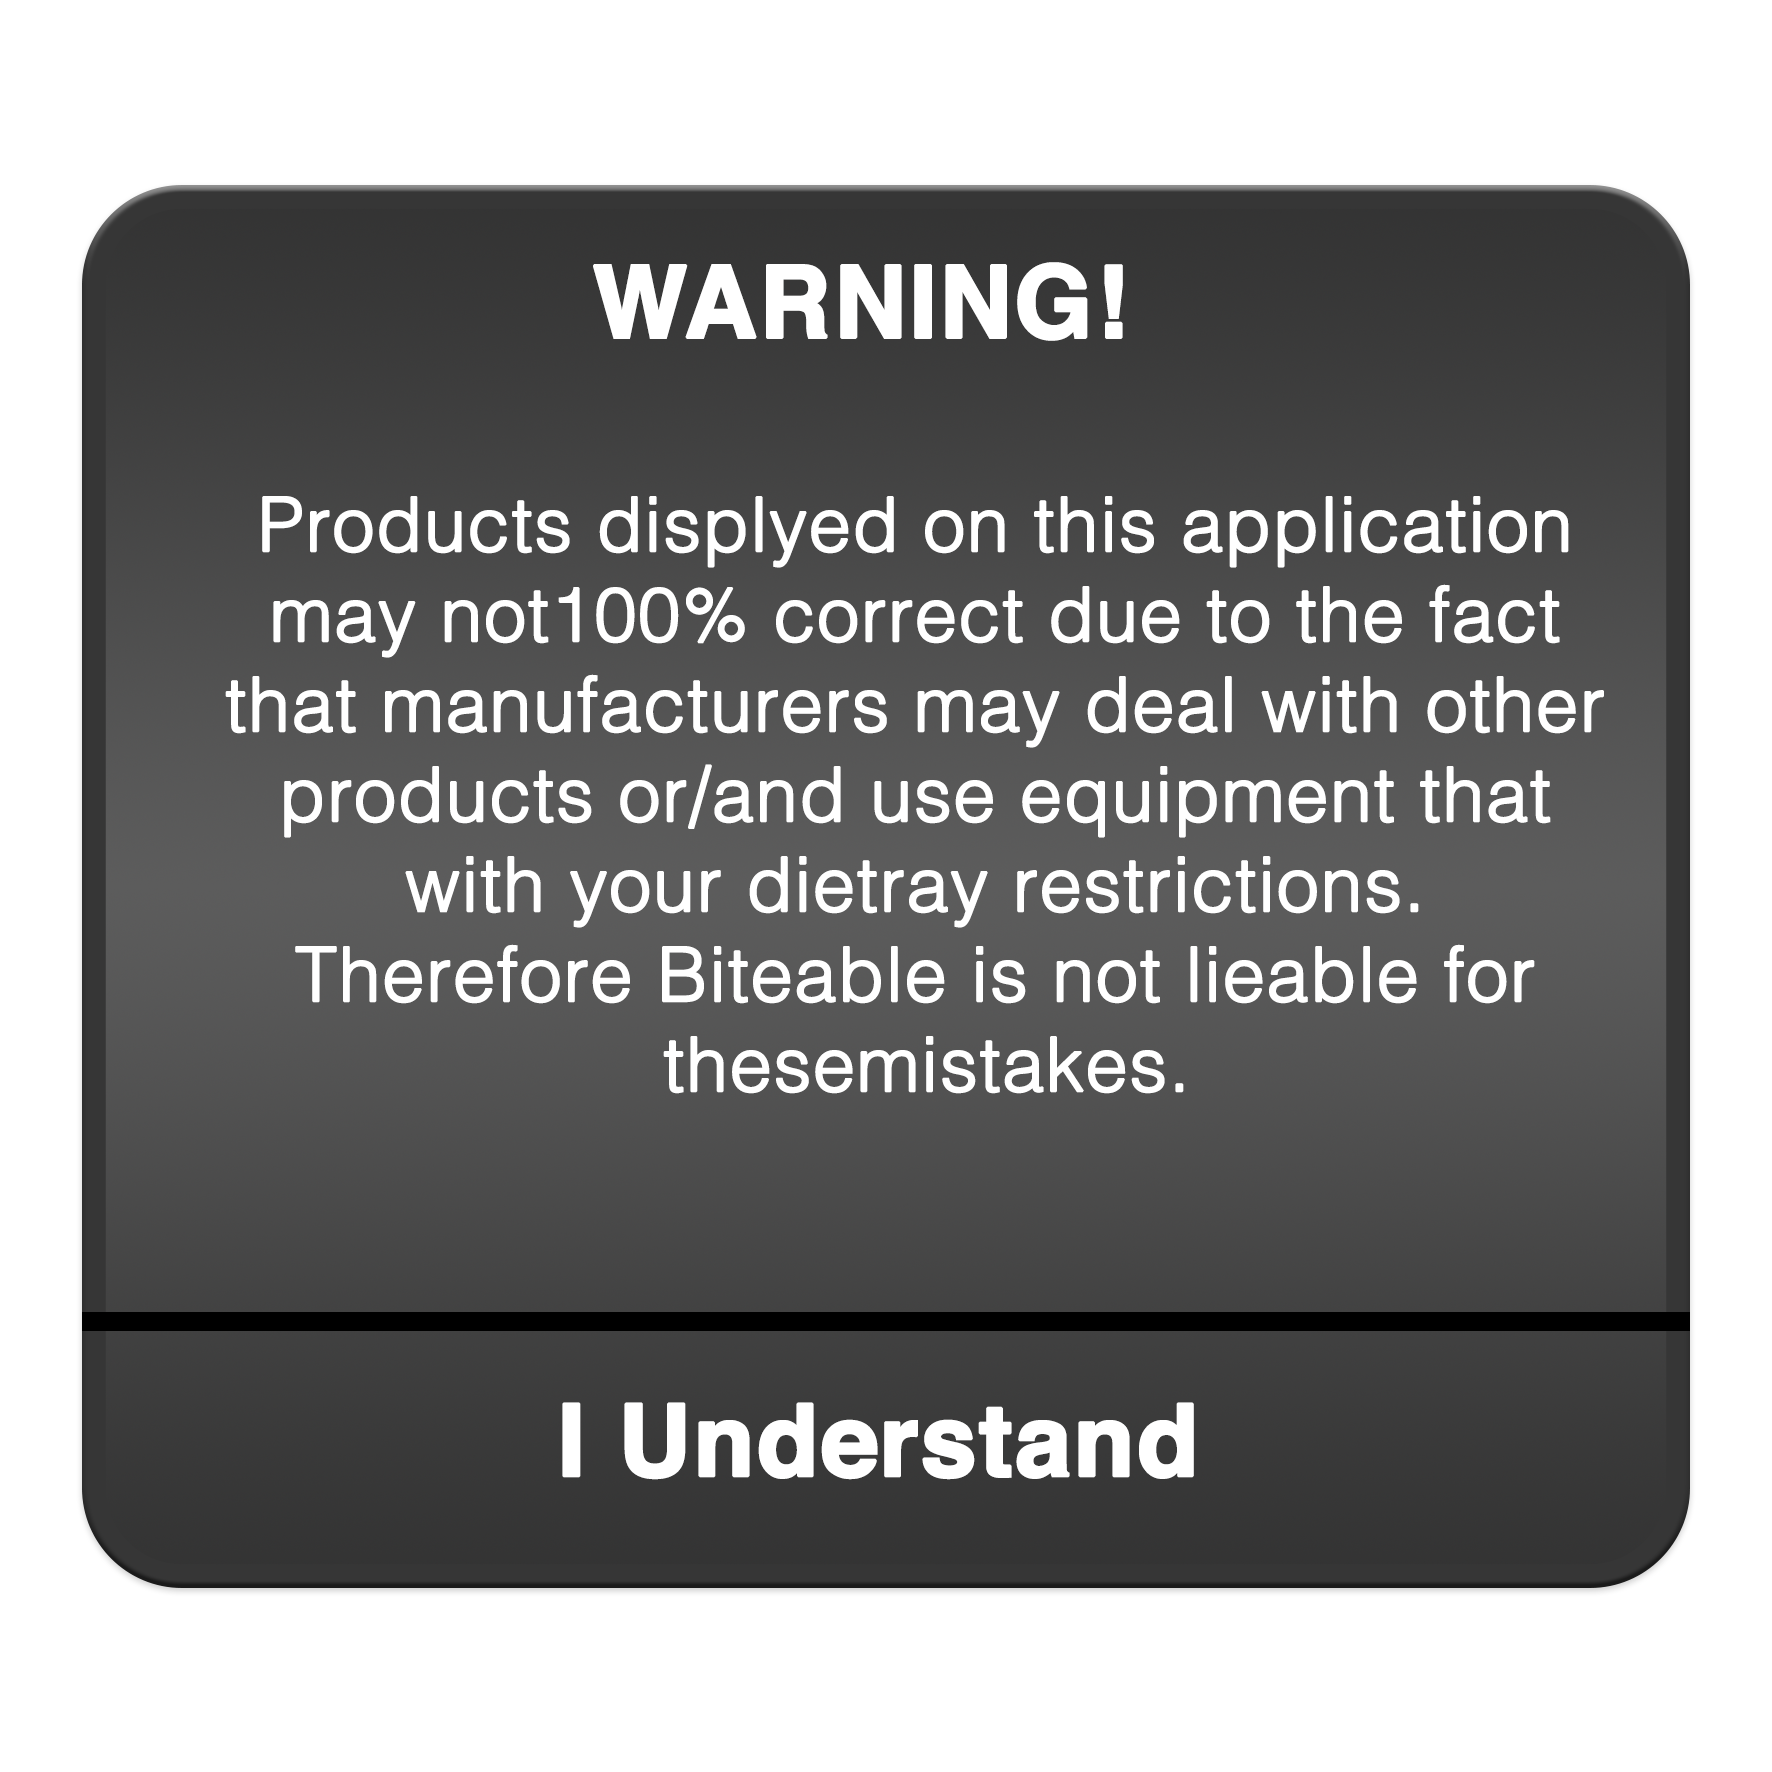 WARNING!
Products displyed on this application
may not100% correct due to the fact
that manufacturers may deal with other
products or/and use equipment that
with your dietray restrictions.
Therefore Biteable is not lieable for
thesemistakes.
I Understand